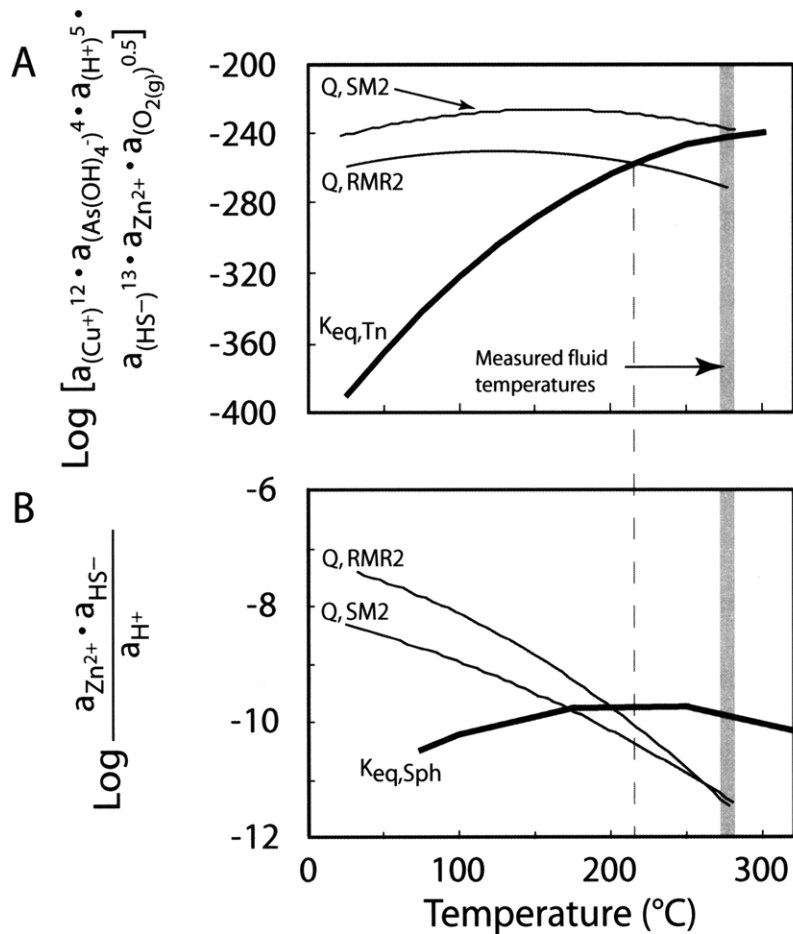 A
Log [a(Cu+)^12 • a(As(OH)4-)^4 • a(H+)^5 •
a(HS−)^13 • a Zn2+ • a(O2(g))^0.5]
-200
-240
-280
-320
-360
-400
Q, SM2
Q, RMR2
Keq,Tn
Measured fluid
temperatures
B
Log
aZn2+ • aHS−
aH+
-6
-8
-10
-12
Q, RMR2
Q, SM2
Keq,Sph
0 100 200 300
Temperature (°C)